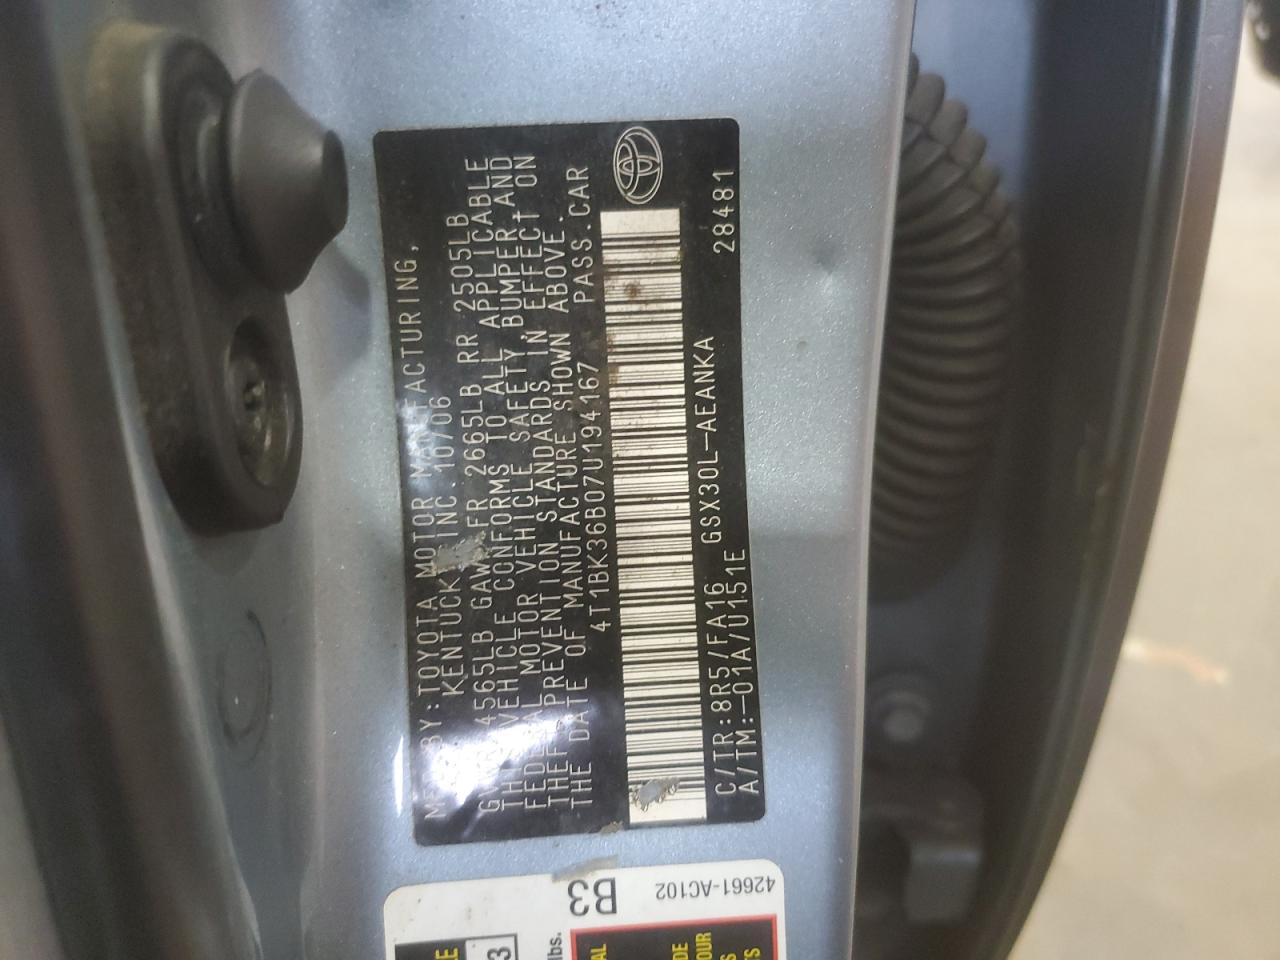 MFD. BY: TOYOTA MOTOR MANUFACTURING,
KENTUCKY, INC. 10/06
GVWR 4565LB GAWR FR 2665LB RR 2505LB
THIS VEHICLE CONFORMS TO ALL APPLICABLE
FEDERAL MOTOR VEHICLE SAFETY, BUMPER, AND
THEFT PREVENTION STANDARDS IN EFFECT ON
THE DATE OF MANUFACTURE SHOWN ABOVE.
4T1BK36B07U194167 PASS. CAR
C/TR:8R5/FA16 GSX30L-AEANKA
A/TM:-01A/U151E 28481
B3
42661-AC102
lbs.
3